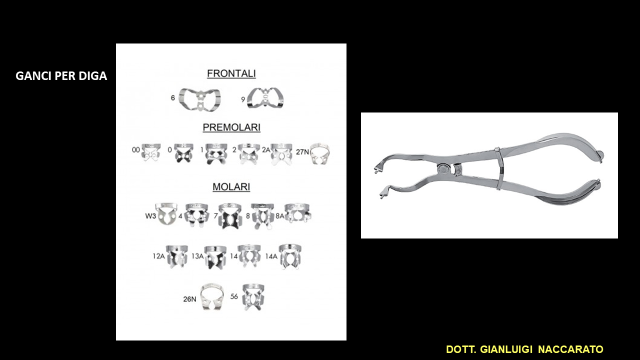 GANCI PER DIGA
FRONTALI
6 9
PREMOLARI
00 0 1 2 2A 27N
MOLARI
W3 4 7 8 8A
12A 13A 14 14A
26N 56
DOTT. GIANLUIGI NACCARATO